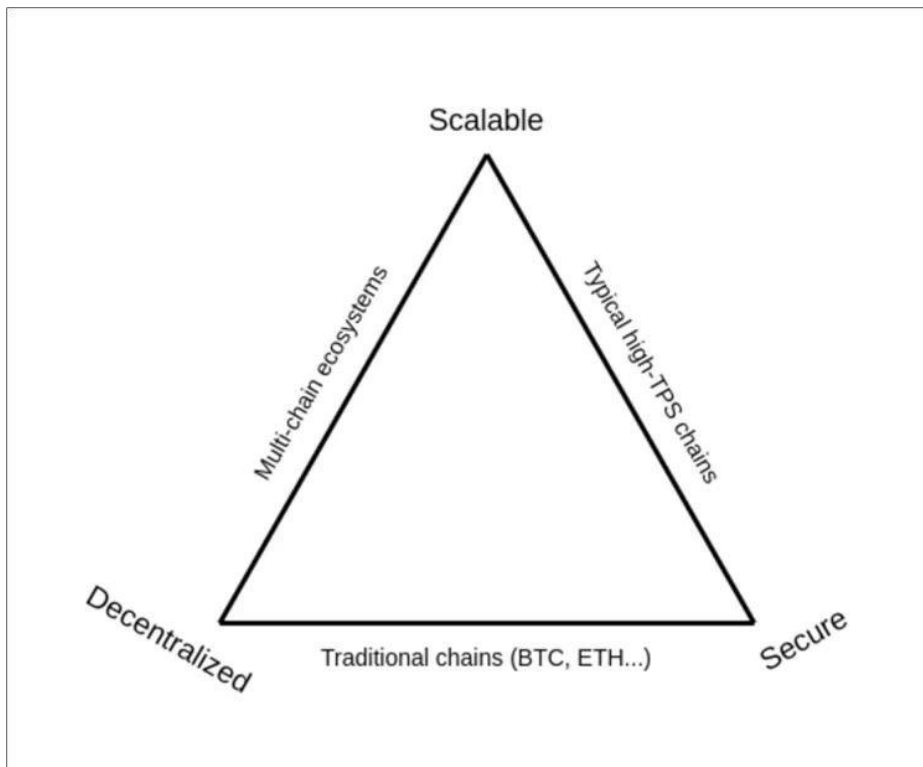 Scalable
Multi-chain ecosystems
Typical high-TPS chains
Decentralized
Secure
Traditional chains (BTC, ETH...)